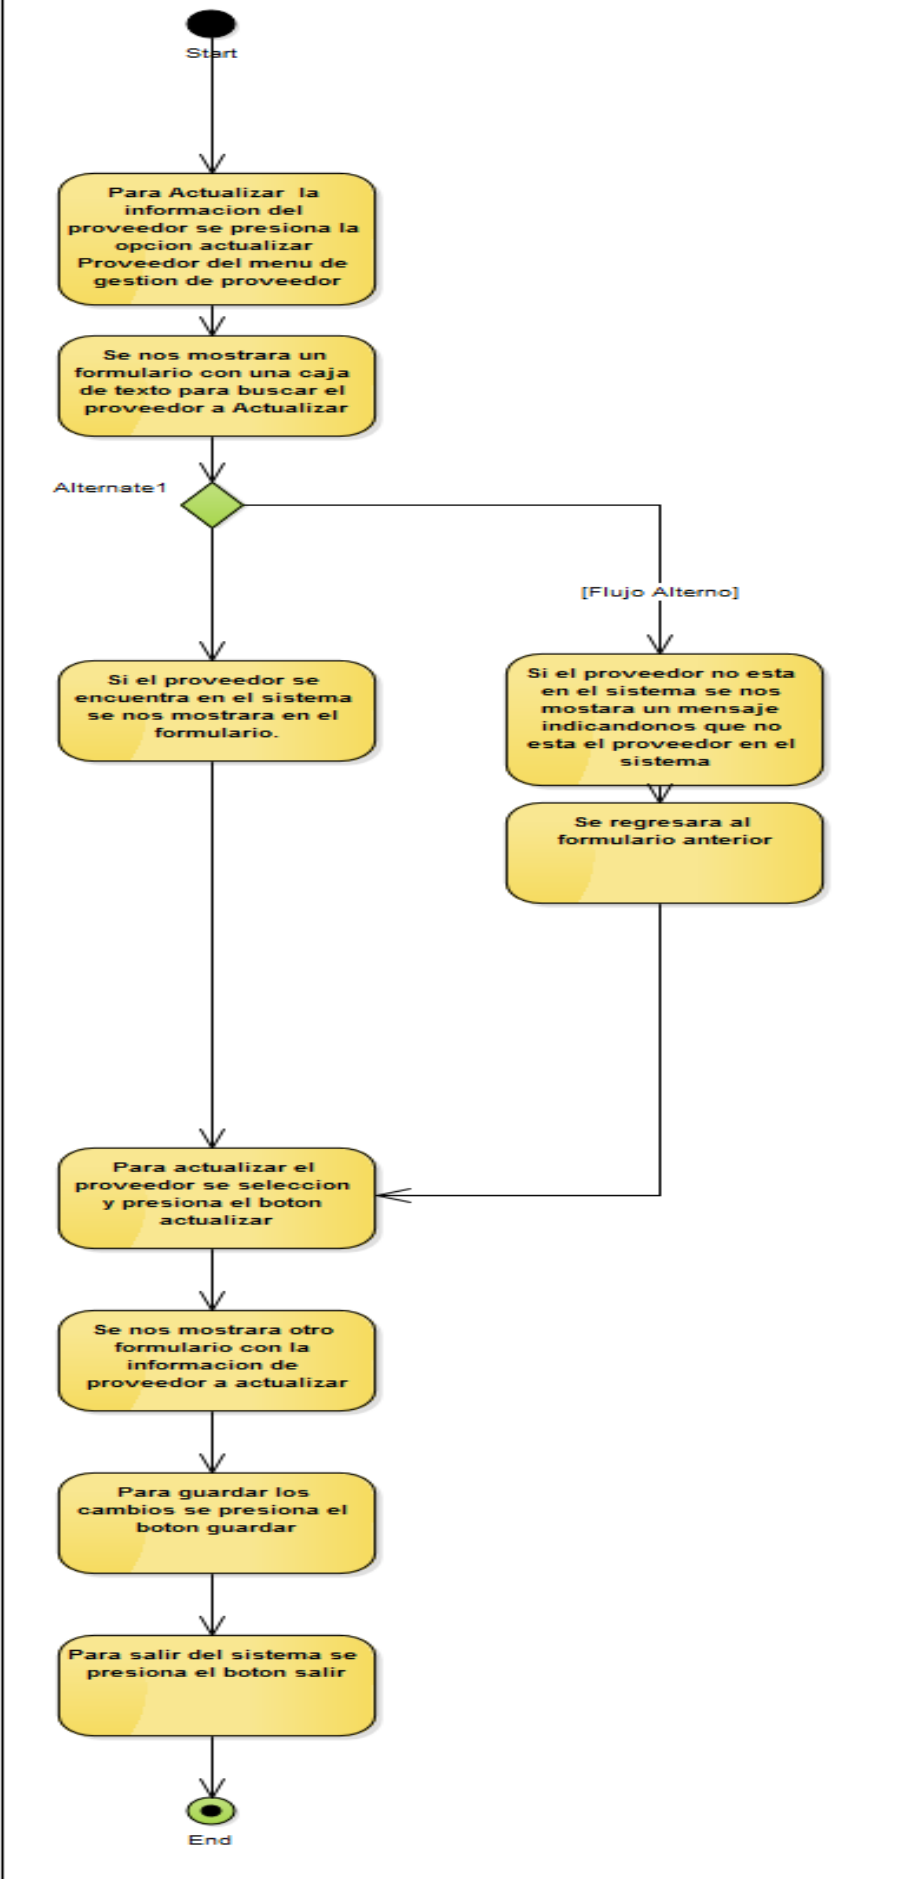 Start
Para Actualizar  la
informacion del
proveedor se presiona la
opcion actualizar
Proveedor del menu de
gestion de proveedor
Se nos mostrara un
formulario con una caja
de texto para buscar el
proveedor a Actualizar
Alternate1
[Flujo Alterno]
Si el proveedor se
encuentra en el sistema
se nos mostrara en el
formulario.
Si el proveedor no esta
en el sistema se nos
mostara un mensaje
indicandonos que no
esta el proveedor en el
sistema
Se regresara al
formulario anterior
Para actualizar el
proveedor se seleccion
y presiona el boton
actualizar
Se nos mostrara otro
formulario con la
informacion de
proveedor a actualizar
Para guardar los
cambios se presiona el
boton guardar
Para salir del sistema se
presiona el boton salir
End